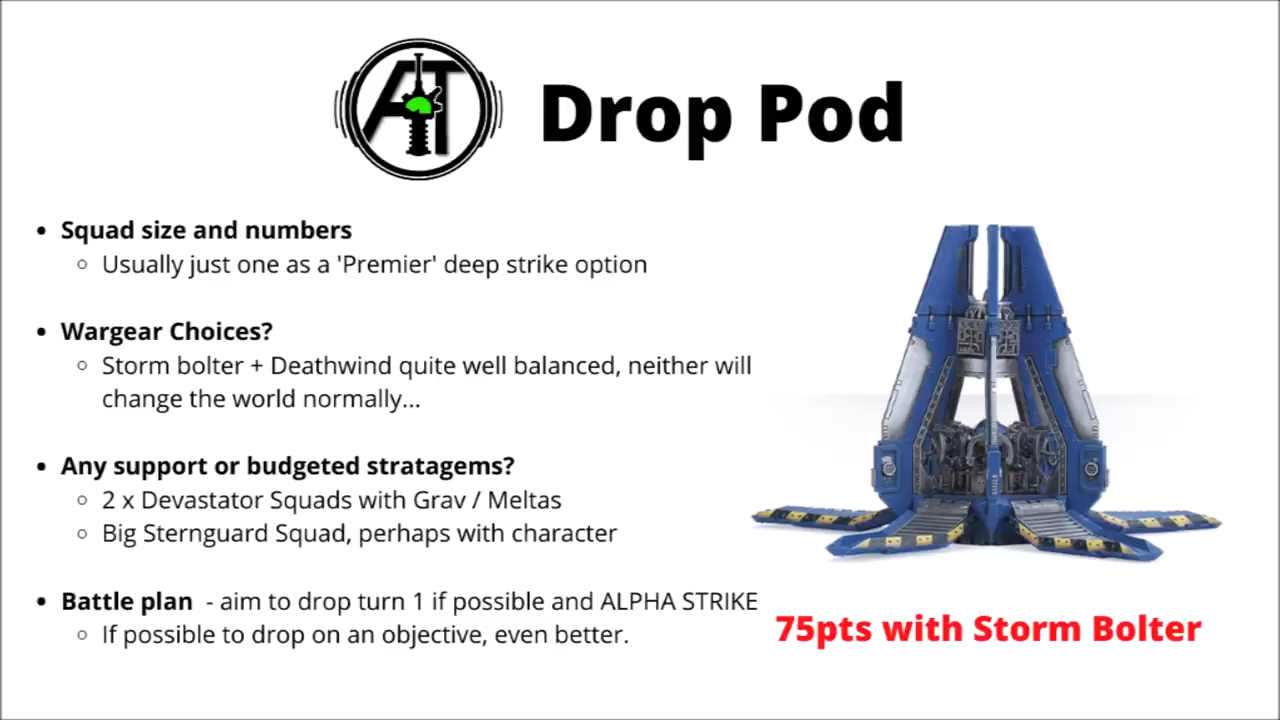 AT
Drop Pod
• Squad size and numbers
○ Usually just one as a 'Premier' deep strike option
• Wargear Choices?
○ Storm bolter + Deathwind quite well balanced, neither will
change the world normally...
• Any support or budgeted stratagems?
○ 2 x Devastator Squads with Grav / Meltas
○ Big Sternguard Squad, perhaps with character
• Battle plan - aim to drop turn 1 if possible and ALPHA STRIKE
○ If possible to drop on an objective, even better.
75pts with Storm Bolter